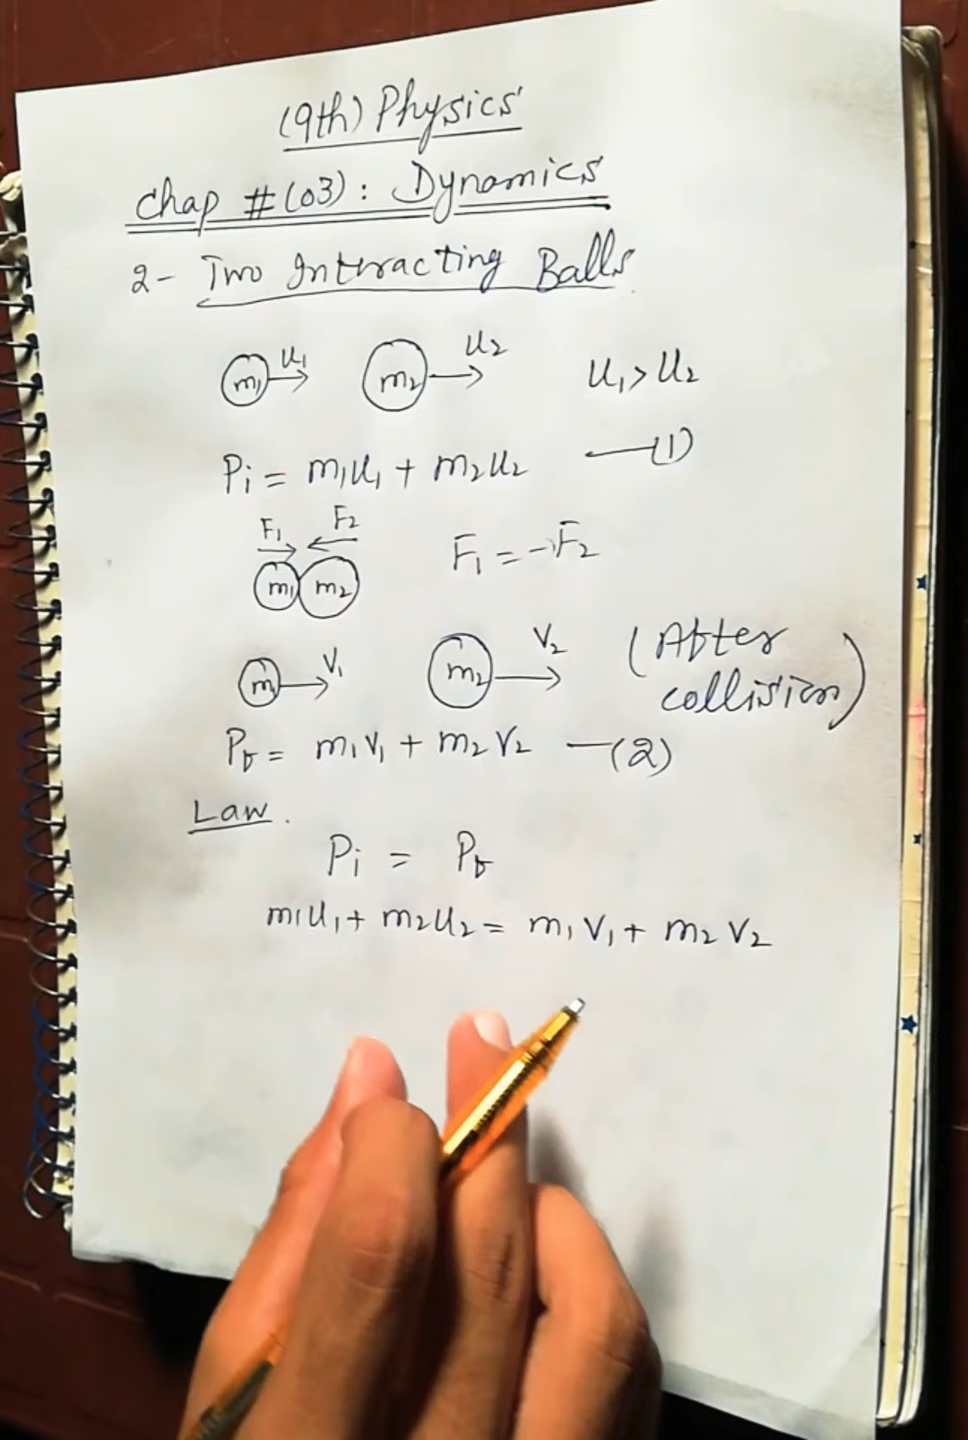 (9th) Physics
Chap #(03): Dynamics
2- Two Interacting Balls
m₁ u₁ m₂ u₂ u₁ > u₂
Pi = m₁u₁ + m₂u₂ —(1)
F₁ F₂
m₁ m₂ F₁ = -F₂
m₁ V₁ m₂ V₂ (After collision)
Pf = m₁V₁ + m₂V₂ —(2)
Law.
Pi = Pf
m₁u₁ + m₂u₂ = m₁V₁ + m₂V₂